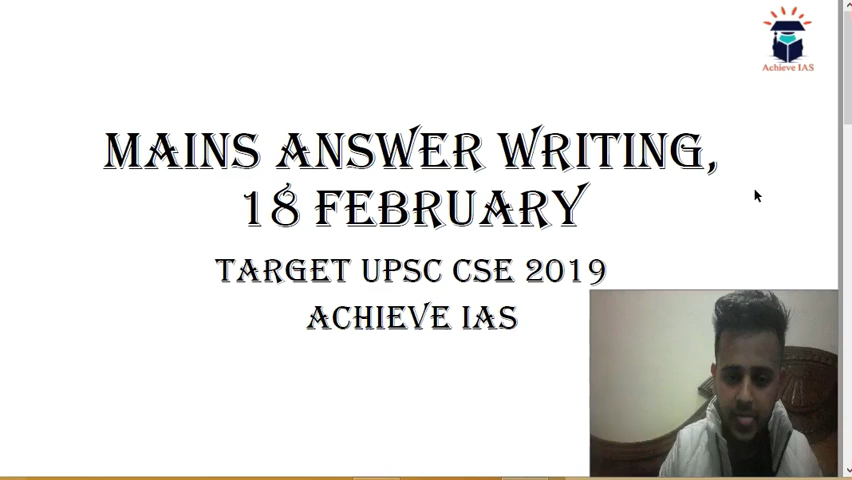 Achieve IAS
MAINS ANSWER WRITING,
18 FEBRUARY
TARGET UPSC CSE 2019
ACHIEVE IAS